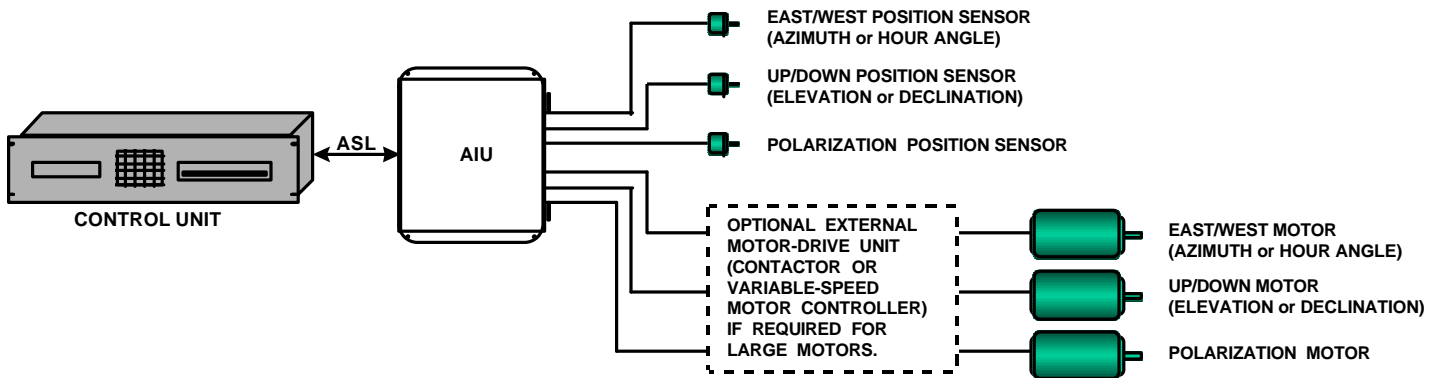 EAST/WEST POSITION SENSOR
(AZIMUTH or HOUR ANGLE)
UP/DOWN POSITION SENSOR
(ELEVATION or DECLINATION)
POLARIZATION POSITION SENSOR
ASL
AIU
CONTROL UNIT
OPTIONAL EXTERNAL
MOTOR-DRIVE UNIT
(CONTACTOR OR
VARIABLE-SPEED
MOTOR CONTROLLER)
IF REQUIRED FOR
LARGE MOTORS.
EAST/WEST MOTOR
(AZIMUTH or HOUR ANGLE)
UP/DOWN MOTOR
(ELEVATION or DECLINATION)
POLARIZATION MOTOR